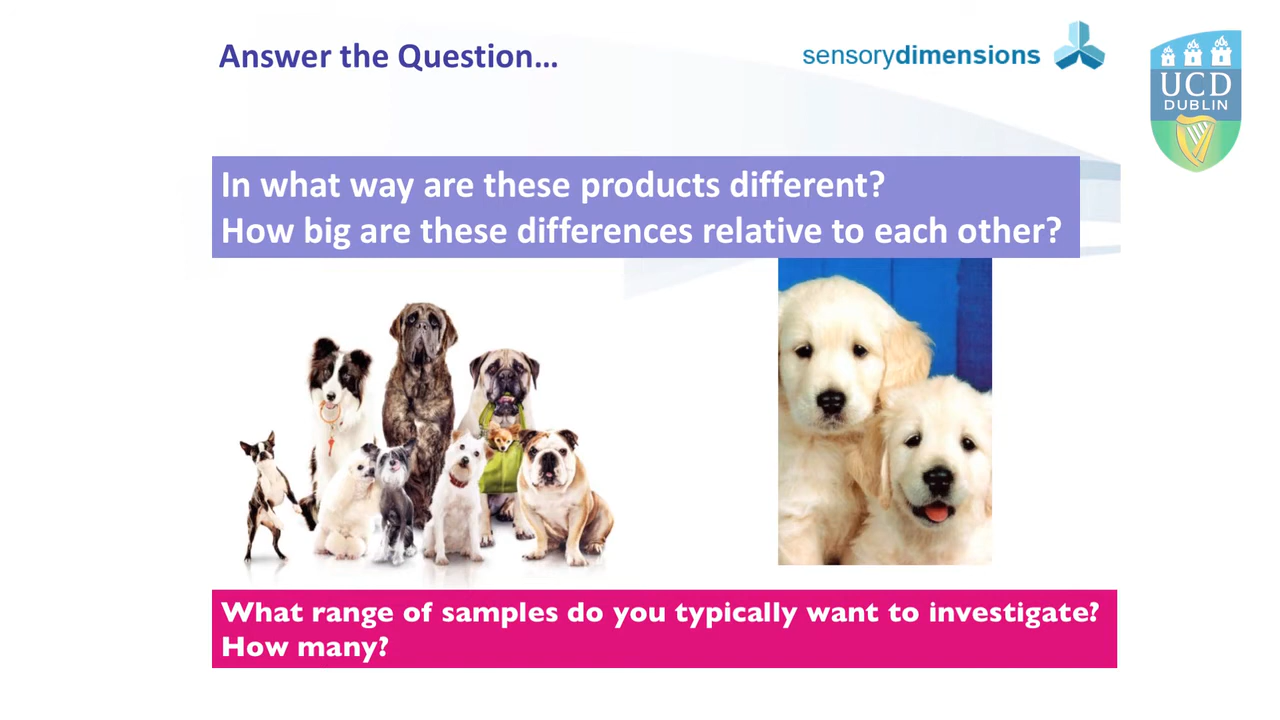 Answer the Question…
sensorydimensions
UCD
DUBLIN
In what way are these products different?
How big are these differences relative to each other?
What range of samples do you typically want to investigate?
How many?